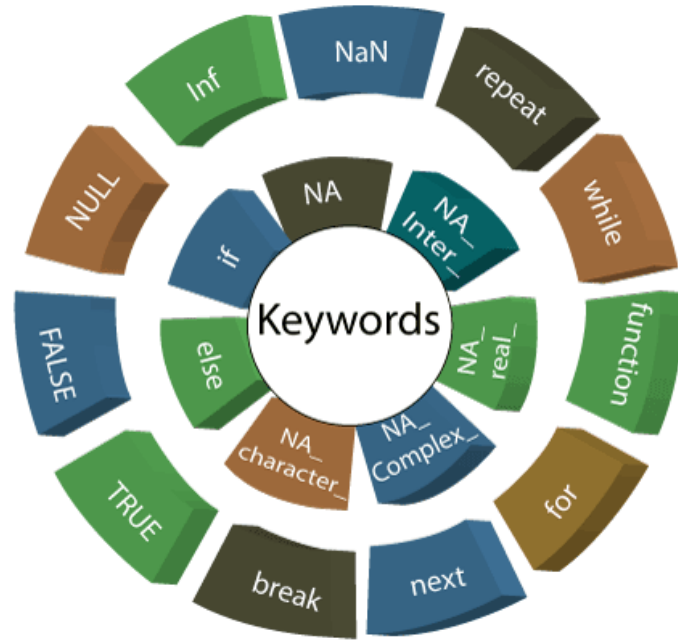 Keywords
NA
NA_
Inter_
NA_
real_
NA_
Complex_
NA_
character_
else
if
NaN
repeat
while
function
for
next
break
TRUE
FALSE
NULL
Inf